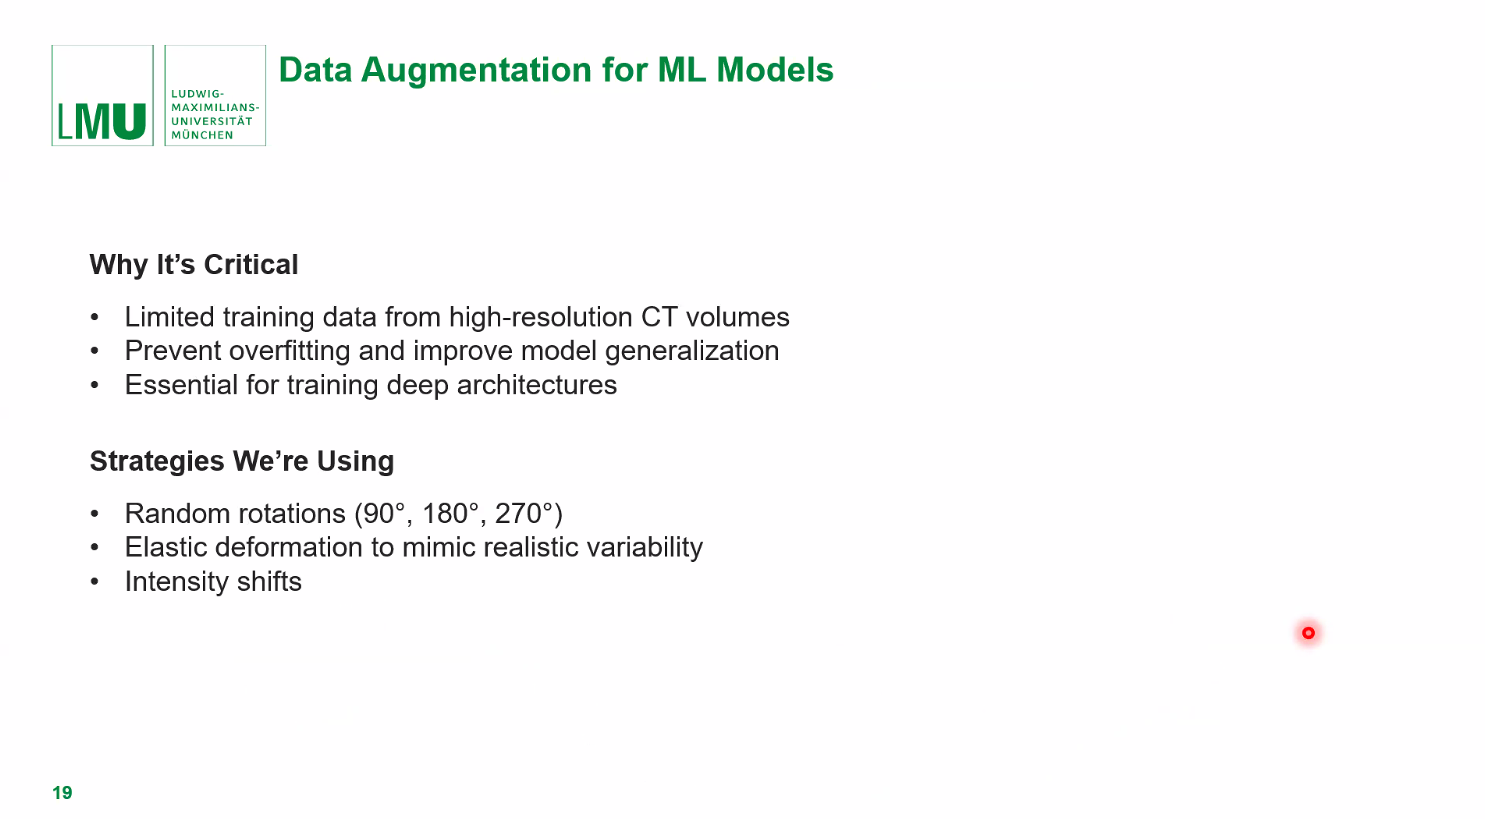 Data Augmentation for ML Models
LMU
LUDWIG-
MAXIMILIANS-
UNIVERSITÄT
MÜNCHEN
Why It’s Critical
• Limited training data from high-resolution CT volumes
• Prevent overfitting and improve model generalization
• Essential for training deep architectures
Strategies We’re Using
• Random rotations (90°, 180°, 270°)
• Elastic deformation to mimic realistic variability
• Intensity shifts
19